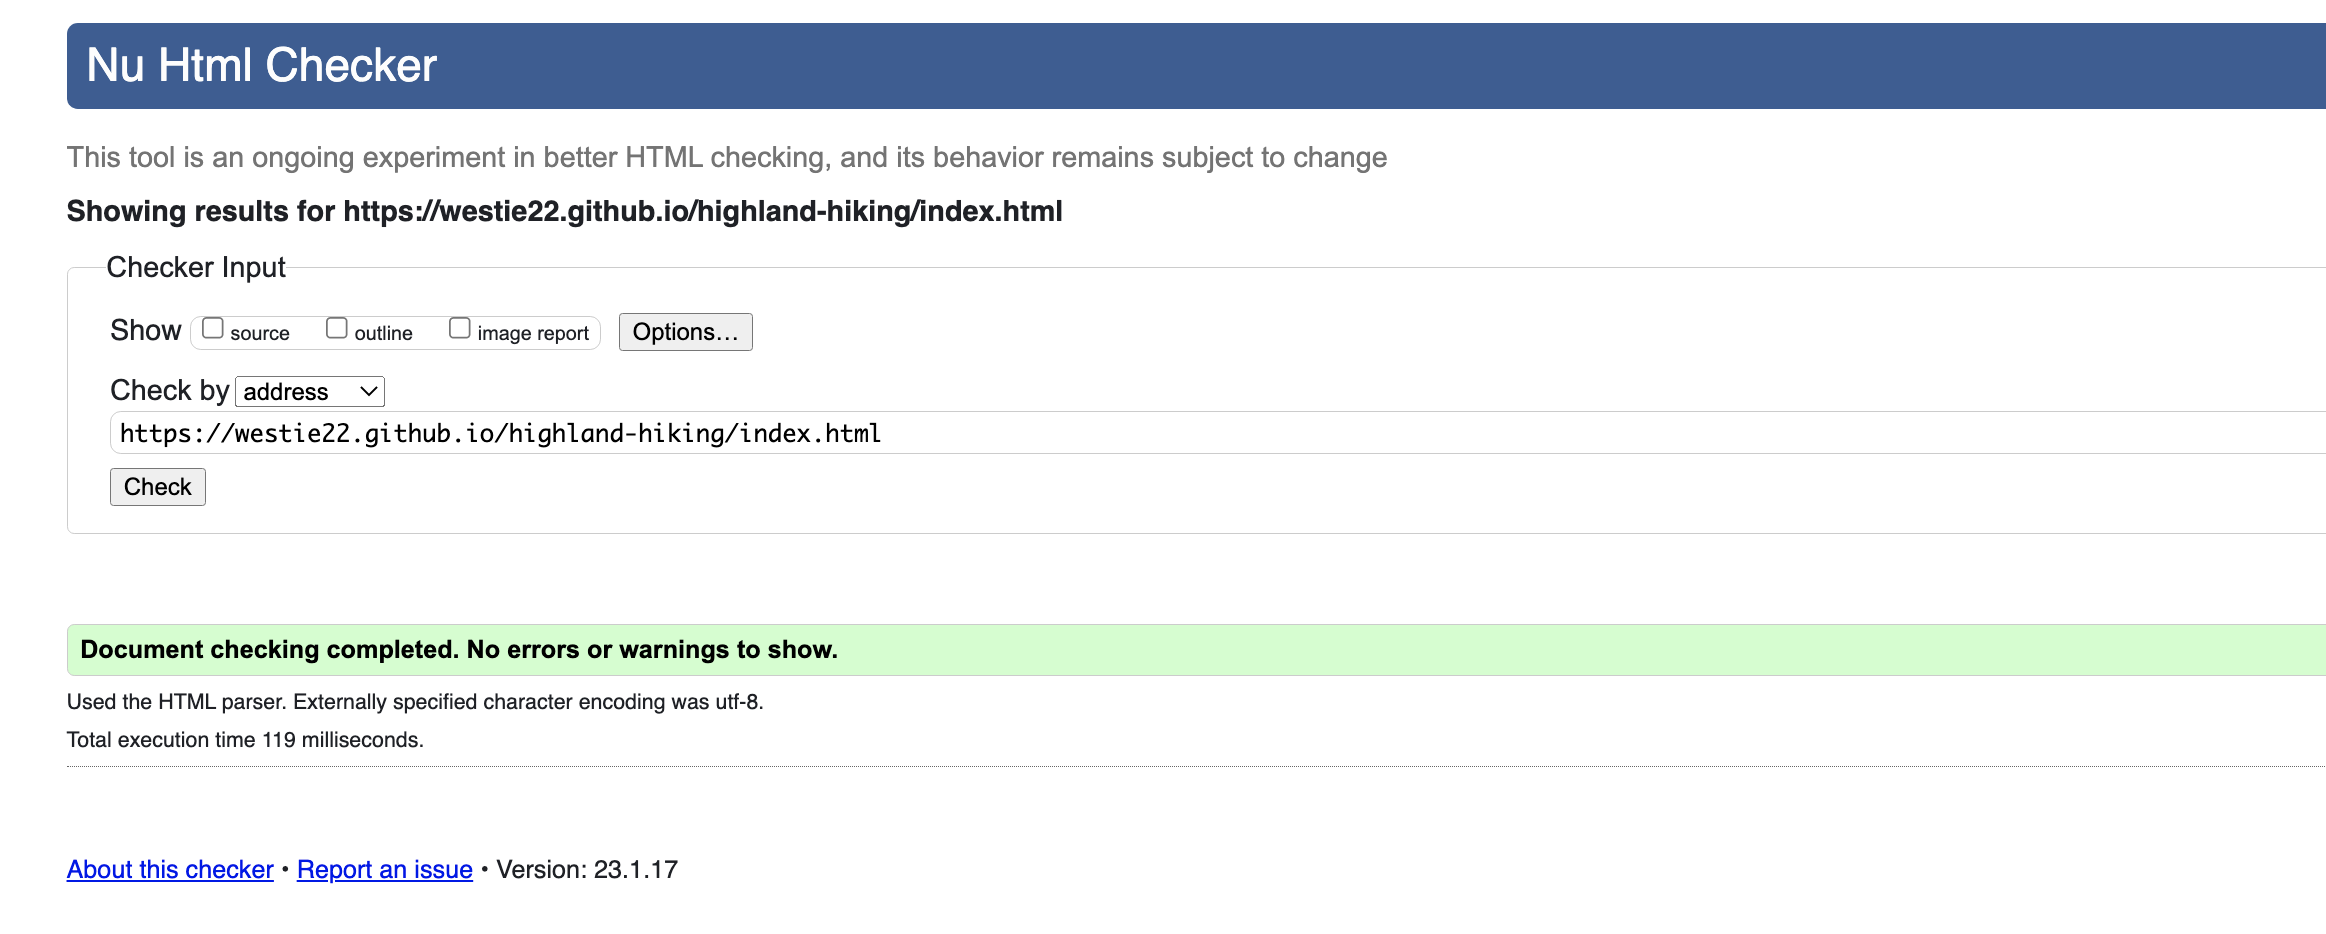 Nu Html Checker
This tool is an ongoing experiment in better HTML checking, and its behavior remains subject to change
Showing results for https://westie22.github.io/highland-hiking/index.html
Checker Input
Show source outline image report Options...
Check by address
https://westie22.github.io/highland-hiking/index.html
Check
Document checking completed. No errors or warnings to show.
Used the HTML parser. Externally specified character encoding was utf-8.
Total execution time 119 milliseconds.
About this checker • Report an issue • Version: 23.1.17